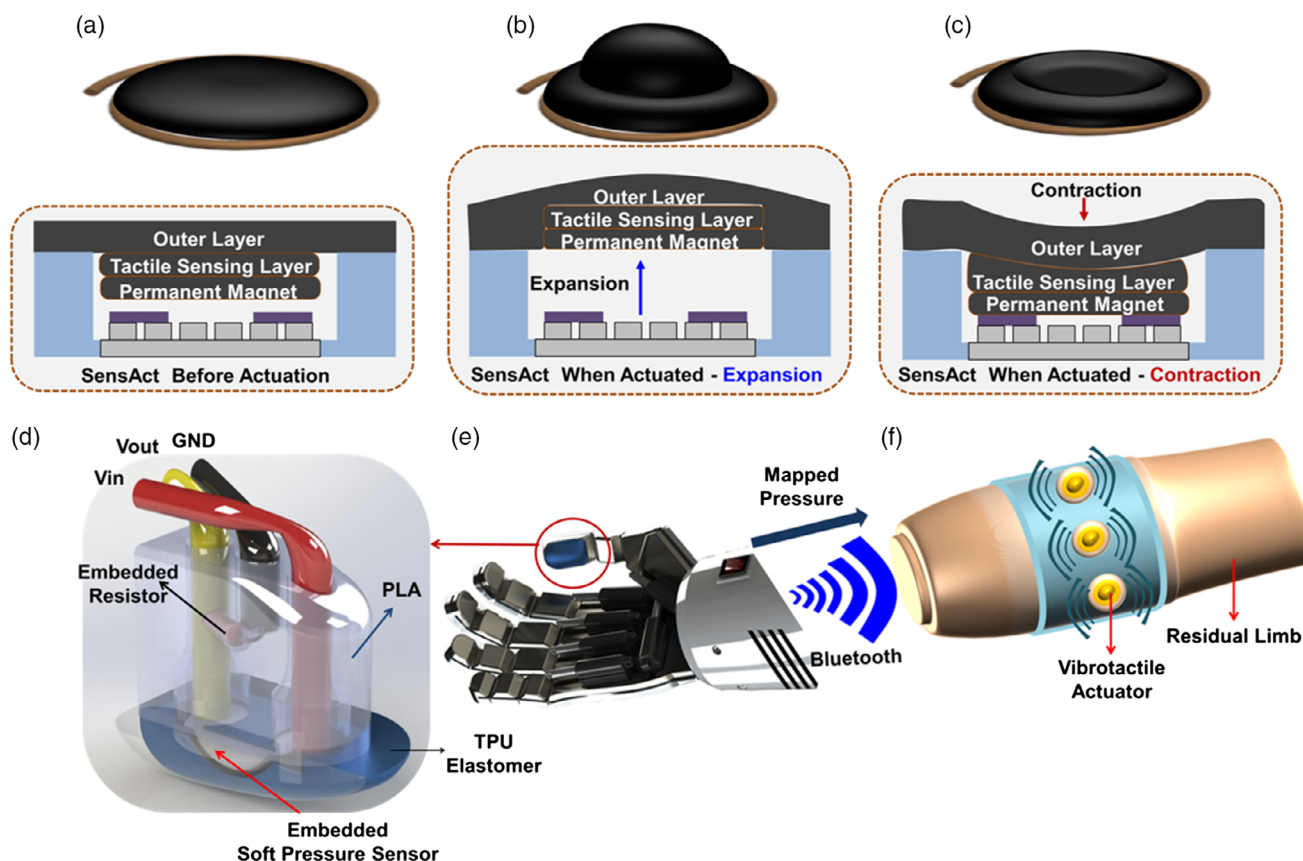 (a)
Outer Layer
Tactile Sensing Layer
Permanent Magnet
SensAct Before Actuation
(b)
Outer Layer
Tactile Sensing Layer
Permanent Magnet
Expansion
SensAct When Actuated - Expansion
(c)
Contraction
Outer Layer
Tactile Sensing Layer
Permanent Magnet
SensAct When Actuated - Contraction
(d)
Vout
GND
Vin
Embedded
Resistor
PLA
TPU
Elastomer
Embedded
Soft Pressure Sensor
(e)
Mapped
Pressure
Bluetooth
(f)
Residual Limb
Vibrotactile
Actuator